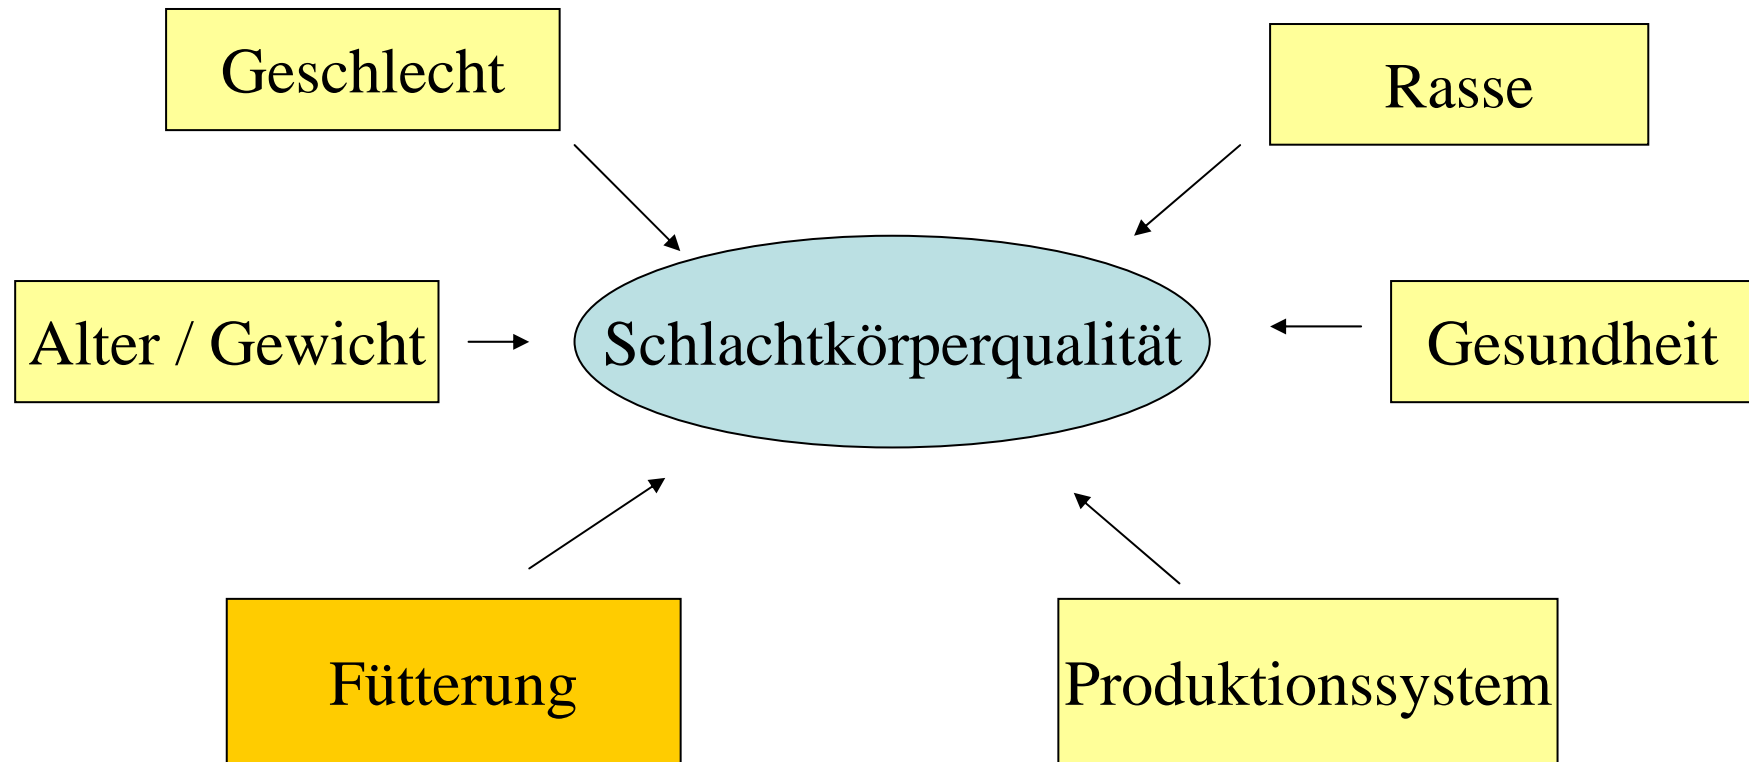 Geschlecht
Rasse
Alter / Gewicht
Schlachtkörperqualität
Gesundheit
Fütterung
Produktionssystem